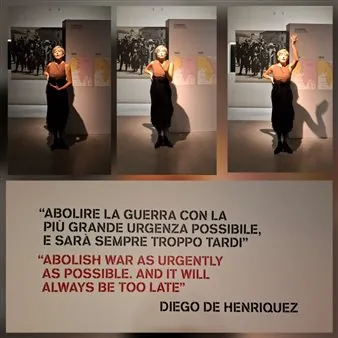 “ABOLIRE LA GUERRA CON LA
PIÙ GRANDE URGENZA POSSIBILE,
E SARÀ SEMPRE TROPPO TARDI”
“ABOLISH WAR AS URGENTLY
AS POSSIBLE. AND IT WILL
ALWAYS BE TOO LATE”
DIEGO DE HENRIQUEZ